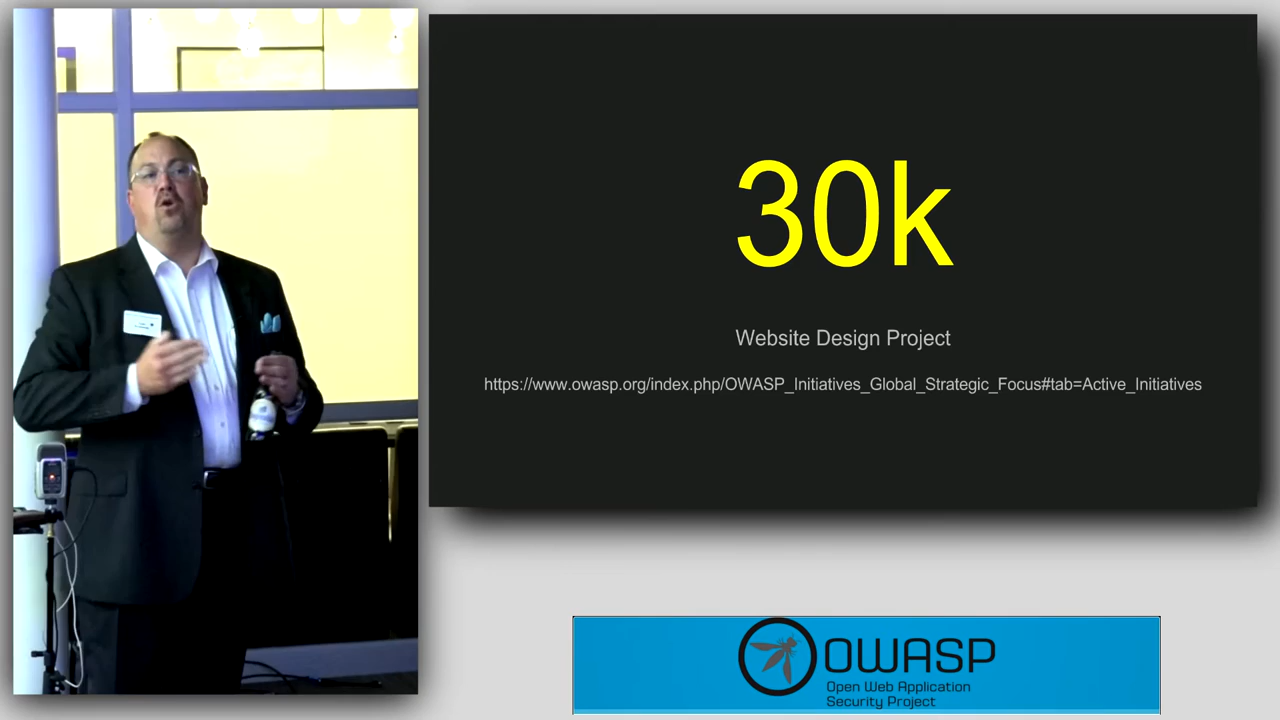 30k
Website Design Project
https://www.owasp.org/index.php/OWASP_Initiatives_Global_Strategic_Focus#tab=Active_Initiatives
OWASP
Open Web Application
Security Project